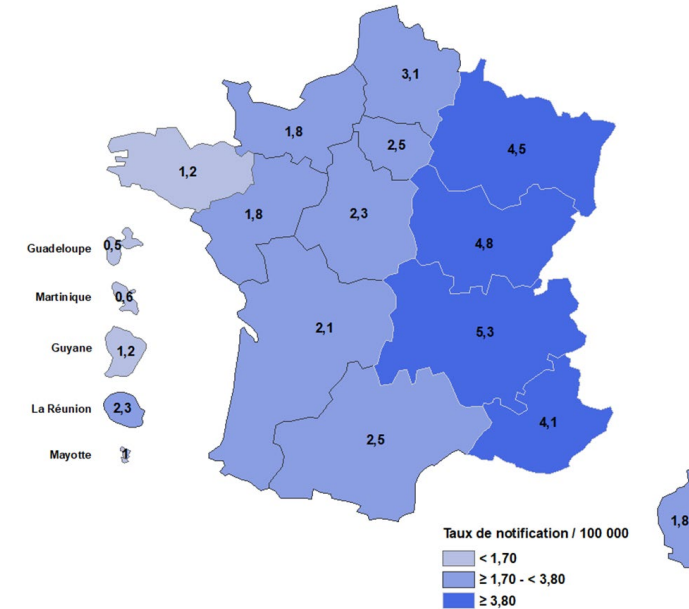 3,1
1,8
2,5
4,5
1,2
1,8
2,3
4,8
Guadeloupe 0,5
Martinique 0,6
2,1
5,3
Guyane 1,2
La Réunion 2,3
4,1
2,5
Mayotte 1
1,8
Taux de notification / 100 000
< 1,70
≥ 1,70 - < 3,80
≥ 3,80